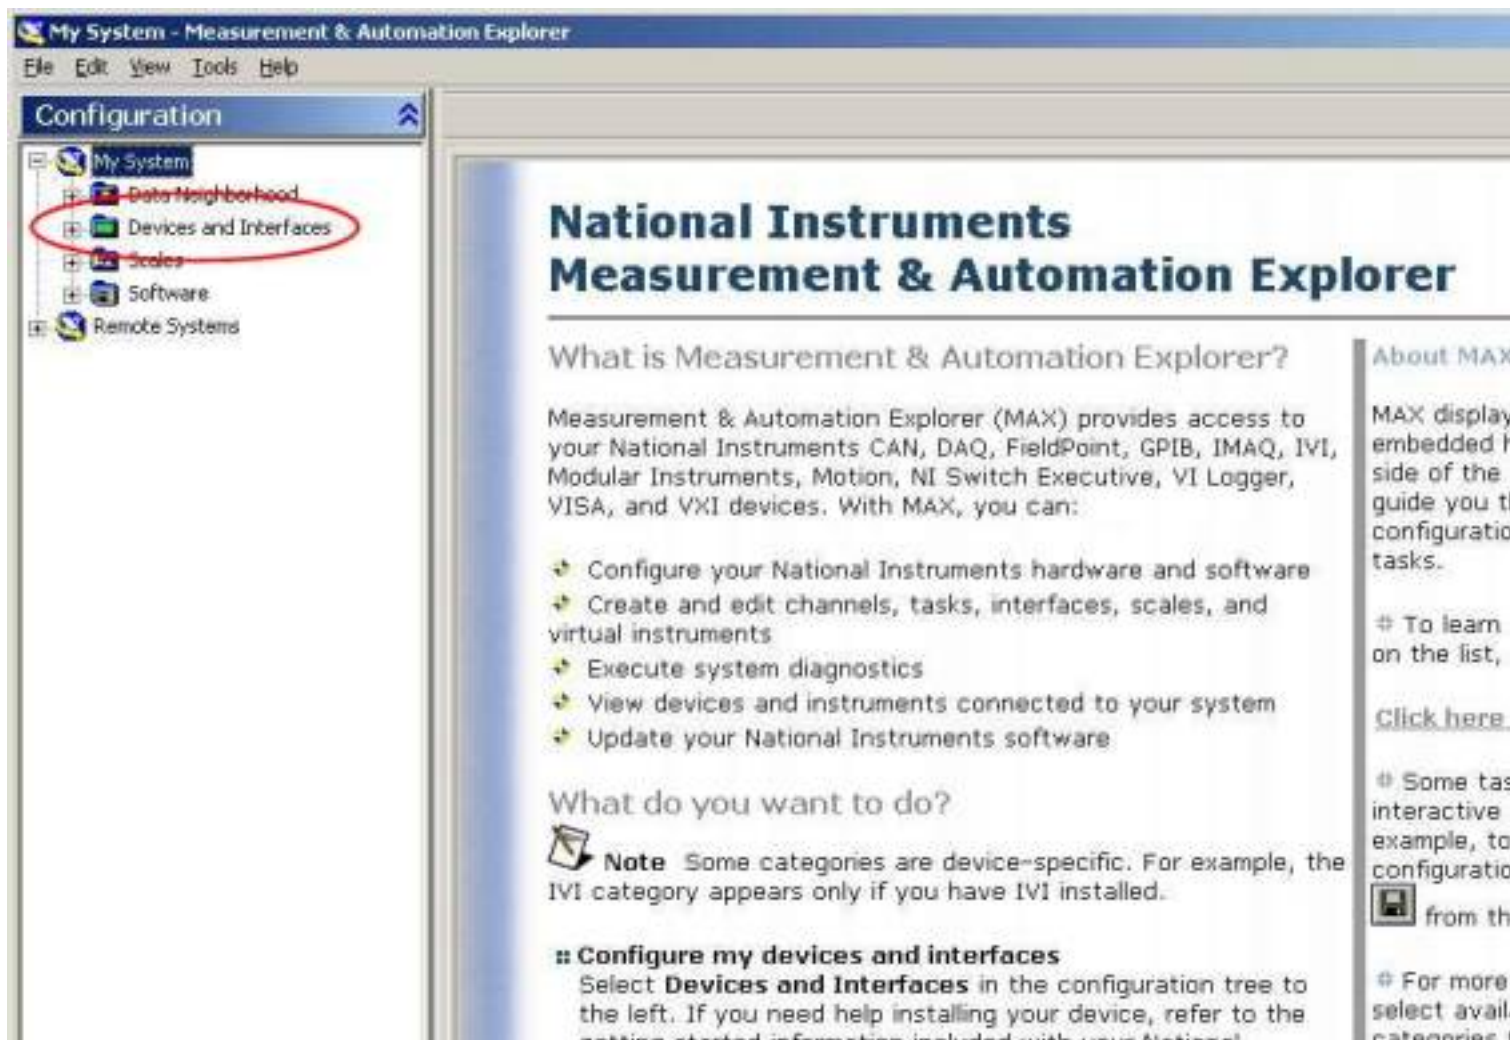 My System - Measurement & Automation Explorer
File Edit View Tools Help
Configuration
My System
Data Neighborhood
Devices and Interfaces
Scales
Software
Remote Systems
National Instruments
Measurement & Automation Explorer
What is Measurement & Automation Explorer?
Measurement & Automation Explorer (MAX) provides access to
your National Instruments CAN, DAQ, FieldPoint, GPIB, IMAQ, IVI,
Modular Instruments, Motion, NI Switch Executive, VI Logger,
VISA, and VXI devices. With MAX, you can:
Configure your National Instruments hardware and software
Create and edit channels, tasks, interfaces, scales, and
virtual instruments
Execute system diagnostics
View devices and instruments connected to your system
Update your National Instruments software
What do you want to do?
Note Some categories are device-specific. For example, the
IVI category appears only if you have IVI installed.
Configure my devices and interfaces
Select Devices and Interfaces in the configuration tree to
the left. If you need help installing your device, refer to the
About MAX
MAX display
embedded h
side of the
guide you t
configuratio
tasks.
To learn
on the list,
Click here
Some tas
interactive
example, to
configuratio
from th
For more
select avail